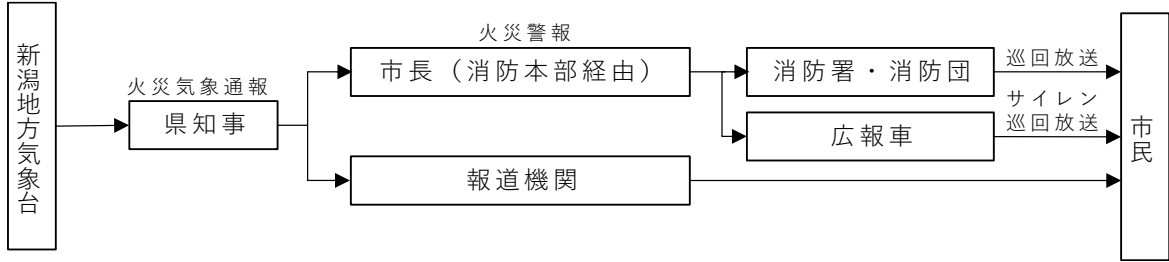 新潟地方気象台
火災気象通報
県知事
火災警報
市長（消防本部経由）
報道機関
消防署・消防団
広報車
巡回放送
サイレン
巡回放送
市民